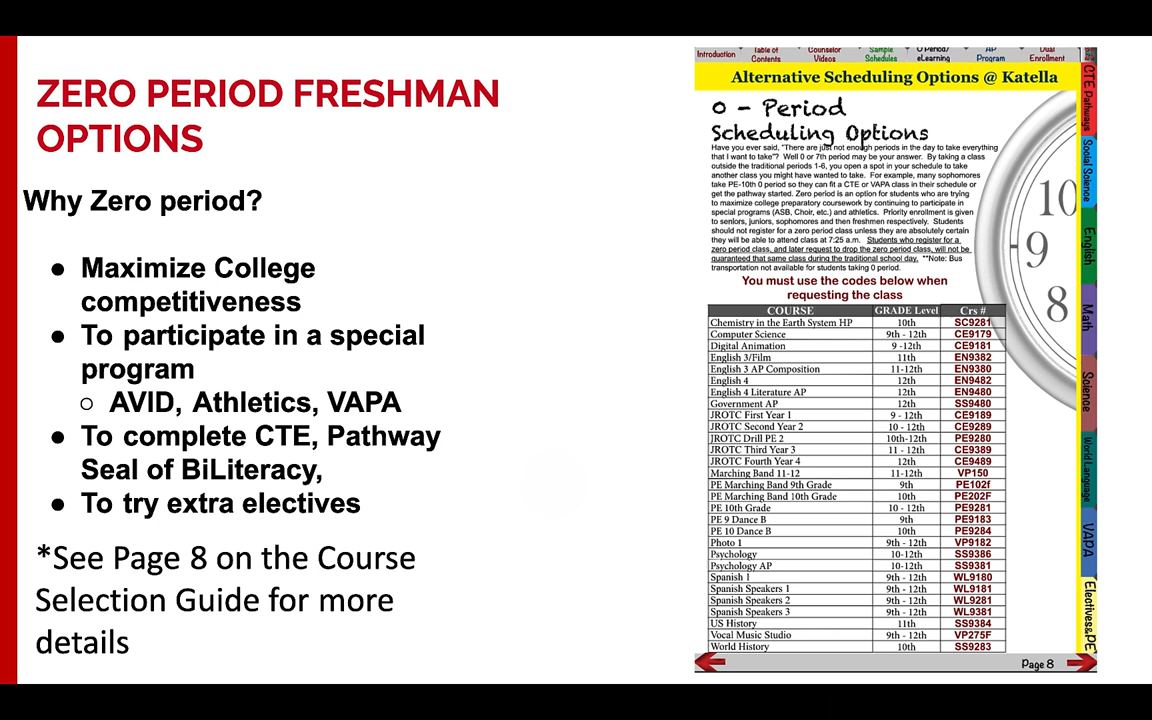 ZERO PERIOD FRESHMAN
OPTIONS
Why Zero period?
● Maximize College
competitiveness
● To participate in a special
program
○ AVID, Athletics, VAPA
● To complete CTE, Pathway
Seal of BiLiteracy,
● To try extra electives
*See Page 8 on the Course
Selection Guide for more
details
Introduction Table of Contents Counselor Videos Sample Schedules 0 Period/ eLearning AP Program Dual Enrollment
Alternative Scheduling Options @ Katella
0 - Period
Scheduling Options
Have you ever said, "There are just not enough periods in the day to take everything
that I want to take"? Well 0 or 7th period may be your answer. By taking a class
outside the traditional periods 1-6, you open a spot in your schedule to take
another class you might have wanted to take. For example, many sophomores
take PE-10th 0 period so they can fit a CTE or VAPA class in their schedule or
get the pathway started. Zero period is an option for students who are trying
to maximize college preparatory coursework by continuing to participate in
special programs (ASB, Choir, etc.) and athletics. Priority enrollment is given
to seniors, juniors, sophomores and then freshmen respectively. Students
should not register for a zero period class unless they are absolutely certain
they will be able to attend class at 7:25 a.m. Students who register for a
zero period class, and later request to drop the zero period class, will not be
guaranteed that same class during the traditional school day. **Note: Bus
transportation not available for students taking 0 period.
You must use the codes below when
requesting the class
COURSE GRADE Level Crs #
Chemistry in the Earth System HP 10th SC9281
Computer Science 9th - 12th CE9179
Digital Animation 9 -12th CE9181
English 3/Film 11th EN9382
English 3 AP Composition 11-12th EN9380
English 4 12th EN9482
English 4 Literature AP 12th EN9480
Government AP 12th SS9480
JROTC First Year 1 9 - 12th CE9189
JROTC Second Year 2 10 - 12th CE9289
JROTC Drill PE 2 10th-12th PE9280
JROTC Third Year 3 11 - 12th CE9389
JROTC Fourth Year 4 12th CE9489
Marching Band 11-12 11-12th VP150
PE Marching Band 9th Grade 9th PE102f
PE Marching Band 10th Grade 10th PE202F
PE 10th Grade 10 - 12th PE9281
PE 9 Dance B 9th PE9183
PE 10 Dance B 10th PE9284
Photo 1 9th - 12th VP9182
Psychology 10-12th SS9386
Psychology AP 10-12th SS9381
Spanish 1 9th - 12th WL9180
Spanish Speakers 1 9th - 12th WL9181
Spanish Speakers 2 9th - 12th WL9281
Spanish Speakers 3 9th - 12th WL9381
US History 11th SS9384
Vocal Music Studio 9th - 12th VP275F
World History 10th SS9283
10
9
8
CTE Pathways
Social Science
English
Math
Science
World Language
VAPA
Electives&PE
Page 8